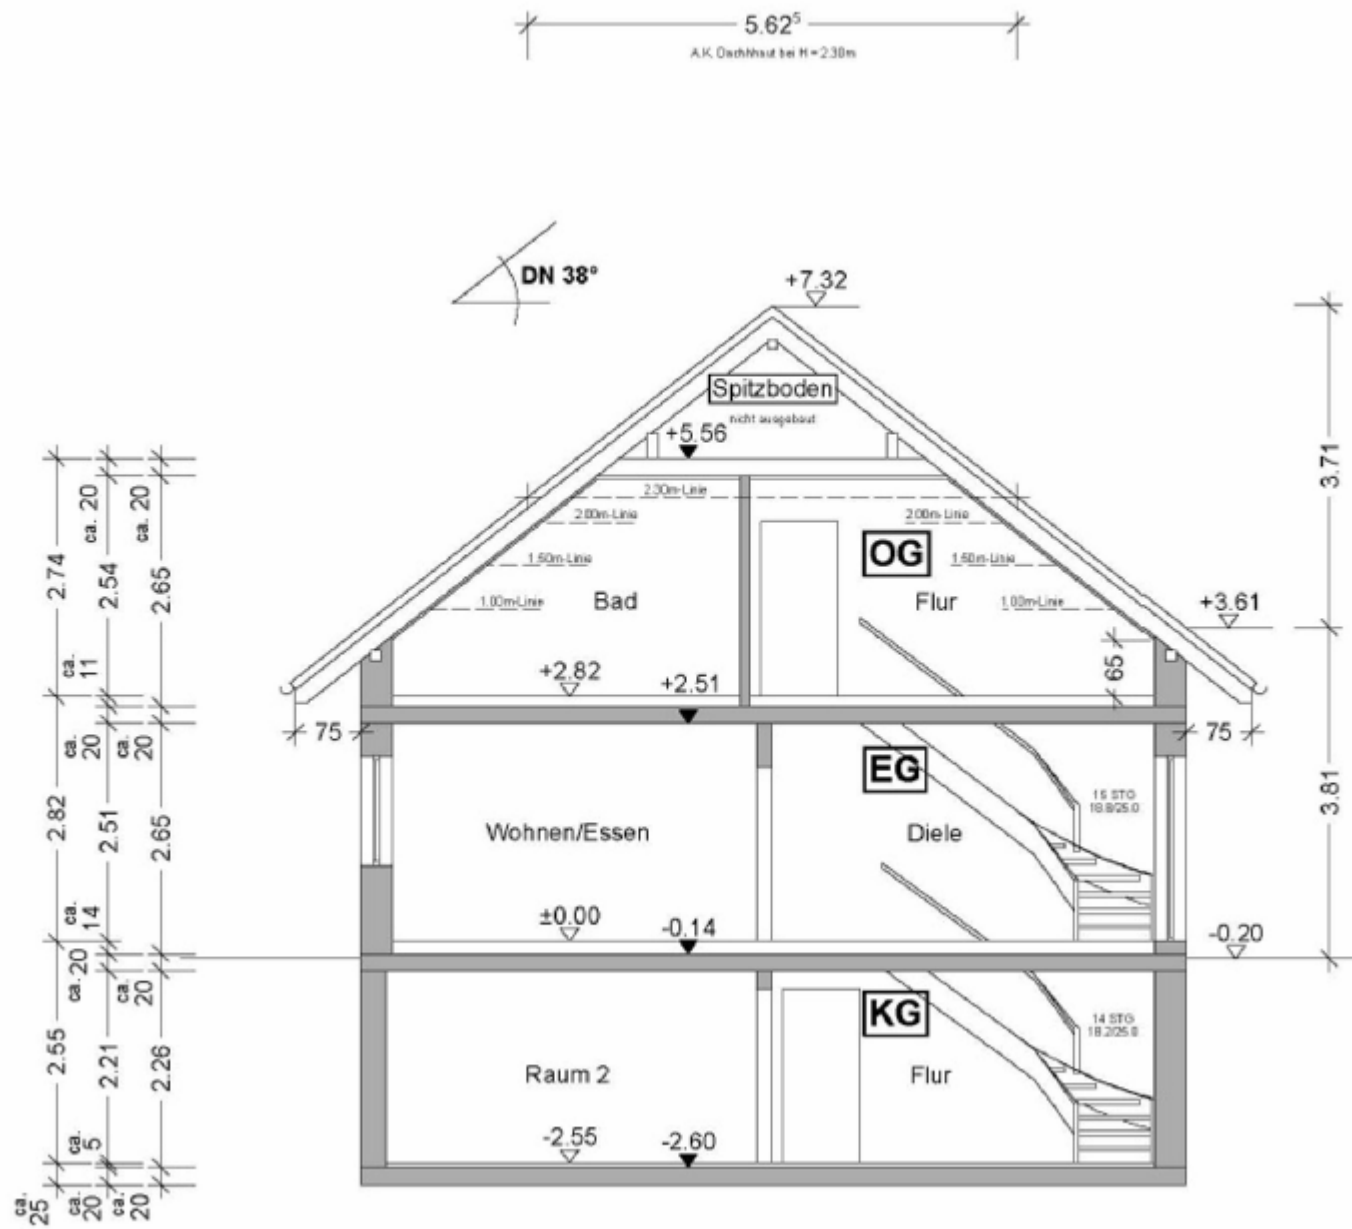 5.62⁵
A.K. Dachhhaut bei H = 2.30m
DN 38°
+7.32
Spitzboden
nicht ausgebaut
+5.56
2.30m-Linie
2.00m-Linie
2.00m-Linie
1.50m-Linie
1.50m-Linie
1.00m-Linie
1.00m-Linie
OG
Bad
Flur
+3.61
+2.82
+2.51
65
75
75
EG
15 STG
18.8/25.0
Wohnen/Essen
Diele
±0.00
-0.14
-0.20
KG
14 STG
18.2/25.0
Raum 2
Flur
-2.55
-2.60
3.71
3.81
ca. 20
ca. 20
2.74
2.54
2.65
ca.
11
ca.
20
ca.
20
2.82
2.51
2.65
ca.
14
ca. 20
ca.
20
2.55
2.21
2.26
ca.
5
ca.
25
ca.
20
ca.
20